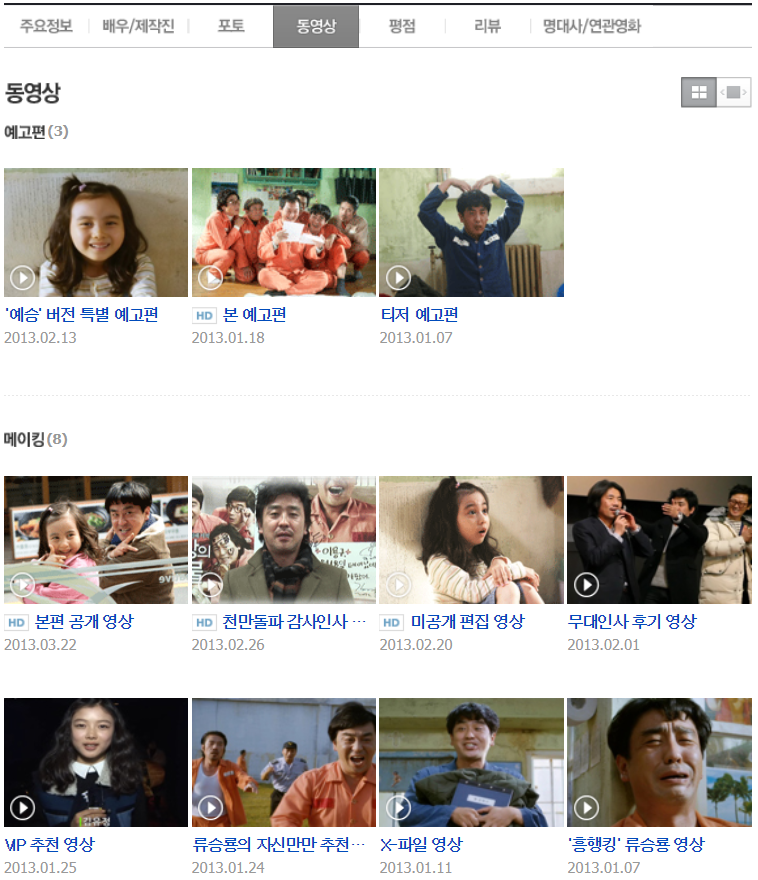 주요정보 배우/제작진 포토 동영상 평점 리뷰 명대사/연관영화
동영상
예고편(3)
'예승' 버전 특별 예고편
HD 본 예고편
티저 예고편
2013.02.13
2013.01.18
2013.01.07
메이킹(8)
HD 본편 공개 영상
HD 천만돌파 감사인사 …
HD 미공개 편집 영상
무대인사 후기 영상
2013.03.22
2013.02.26
2013.02.20
2013.02.01
김유정
VIP 추천 영상
류승룡의 자신만만 추천…
X-파일 영상
'흥행킹' 류승룡 영상
2013.01.25
2013.01.24
2013.01.11
2013.01.07